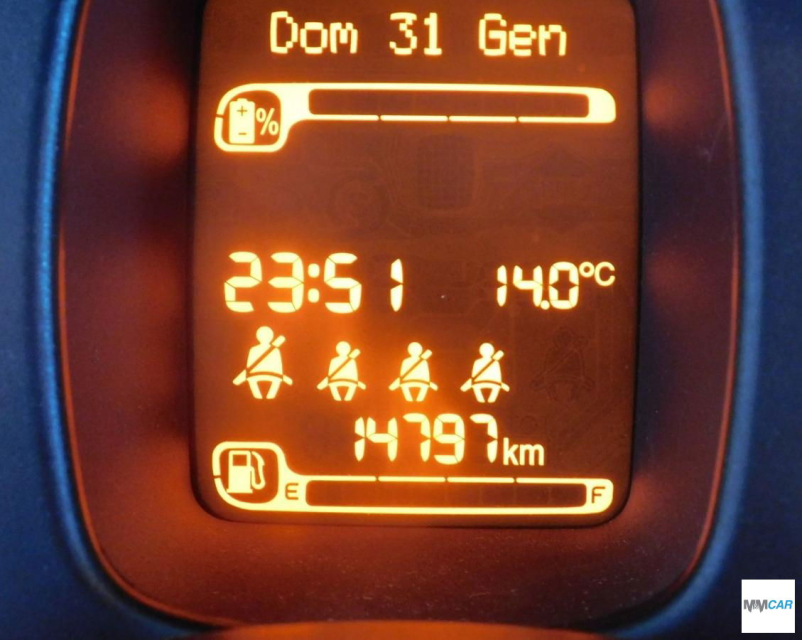 Dom 31 Gen
%
23:51 14.0°C
14797km
E F
MMCAR